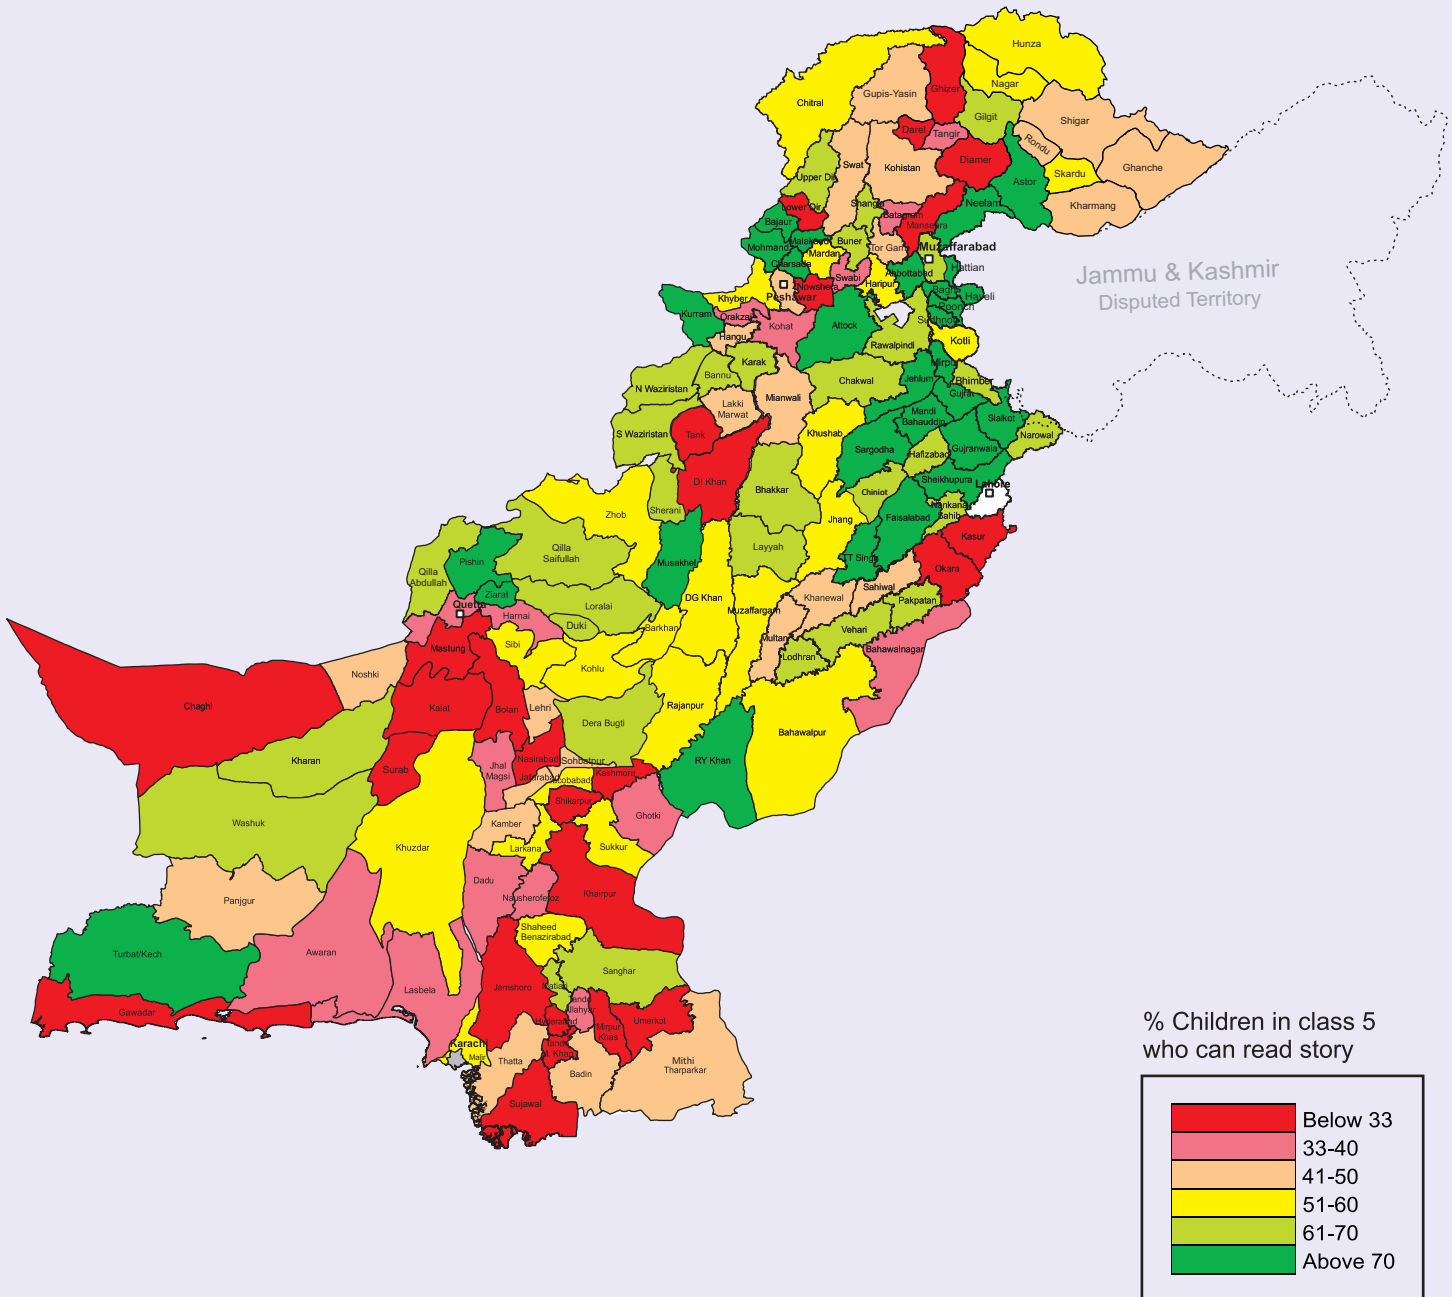 Hunza
Nagar
Chitral
Gupis-Yasin
Ghizer
Gilgit
Shigar
Darel
Tangir
Rondu
Swat
Kohistan
Diamer
Skardu
Ghanche
Upper Dir
Astor
Lower Dir
Shangla
Neelam
Kharmang
Batagram
Bajaur
Mansehra
Mohmand
Malakand
Buner
Tor Garh
Muzaffarabad
Mardan
Charsada
Hattian
Abbottabad
Swabi
Haripur
Nowshera
Peshawar
Khyber
Bagh
Haveli
Poonch
Kurram
Orakzai
Kohat
Attock
Sudhnoti
Hangu
Rawalpindi
Kotli
Jammu & Kashmir
Disputed Territory
Karak
Mirpur
Bannu
Chakwal
Jehlum
Bhimber
N Waziristan
Gujrat
Lakki
Marwat
Mianwali
Mandi
Bahauddin
Sialkot
S Waziristan
Tank
Khushab
Narowal
Sargodha
Hafizabad
Gujranwala
DI Khan
Sheikhupura
Lahore
Bhakkar
Chiniot
Sherani
Nankana
Sahib
Zhob
Jhang
Faisalabad
Kasur
Qilla
Saifullah
Layyah
Musakhel
TT Singh
Pishin
Okara
Qilla
Abdullah
Sahiwal
Ziarat
DG Khan
Khanewal
Pakpatan
Quetta
Loralai
Muzaffargarh
Harnai
Duki
Barkhan
Vehari
Multan
Sibi
Mastung
Bahawalnagar
Lodhran
Kohlu
Noshki
Chaghi
Kalat
Bolan
Lehri
Rajanpur
Dera Bugti
Bahawalpur
Kharan
Nasirabad
Sohbatpur
RY Khan
Surab
Jhal
Magsi
Jafarabad
Jacobabad
Kashmore
Shikarpur
Ghotki
Washuk
Kamber
Khuzdar
Larkana
Sukkur
Dadu
Khairpur
Panjgur
Nausheroferoz
Shaheed
Benazirabad
Turbat/Kech
Awaran
Sanghar
Lasbela
Jamshoro
Matiari
Tando
Allahyar
Gawadar
Hyderabad
Mirpur
Khas
Umerkot
Karachi
Malir
Tando
M. Khan
Thatta
Badin
Mithi
Tharparkar
Sujawal
% Children in class 5
who can read story
Below 33
33-40
41-50
51-60
61-70
Above 70